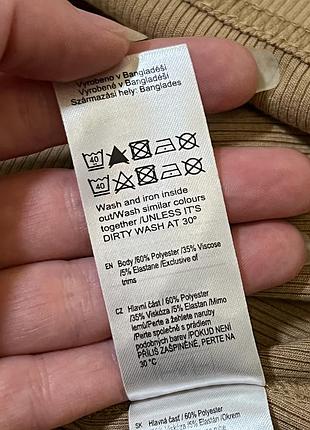 Vyrobeno v Bangladéši
Vyrobené v Bangladéši
Származási hely: Banglades
40
40
Wash and iron inside
out/Wash similar colours
together /UNLESS IT'S
DIRTY WASH AT 30°
EN Body/60% Polyester/35% Viscose
/5% Elastane /Exclusive of
trims
CZ Hlavní část / 60% Polyester/
35% Viskóza/5% Elastan/Mimo
lemů/Perte a žehlete naruby
/Perte společně s prádlem
podobných barev /POKUD NENÍ
PŘÍLIŠ ZAŠPINĚNÉ, PERTE NA
30 °C
SK Hlavná časť / 60% Polyester/
35% Viskóza/5% Elastan/Okrem